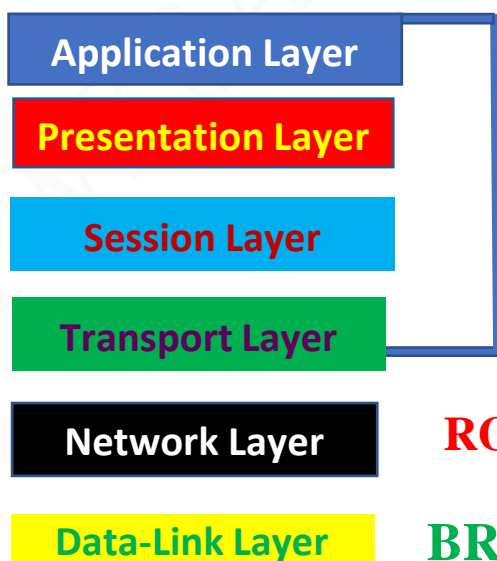 Application Layer
Presentation Layer
Session Layer
Transport Layer
Network Layer
Data-Link Layer